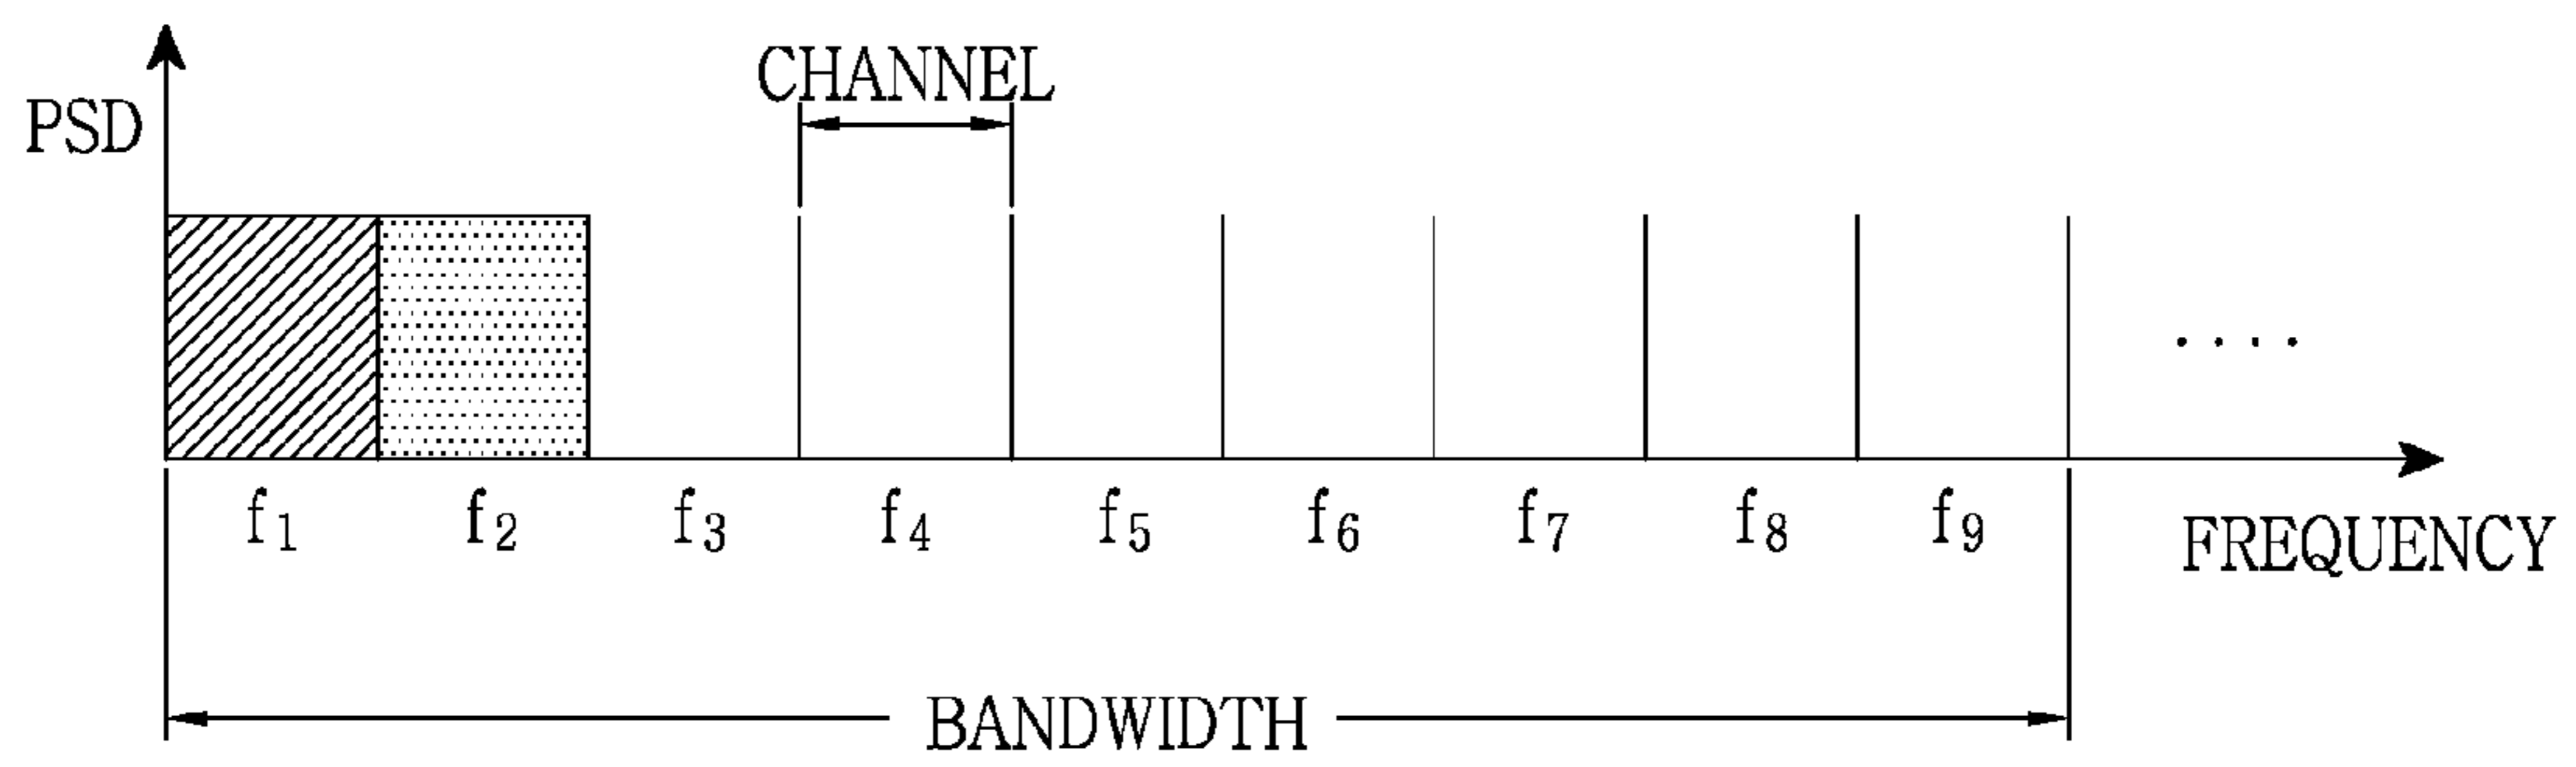 CHANNEL
PSD
....
f1 f2 f3 f4 f5 f6 f7 f8 f9
FREQUENCY
BANDWIDTH